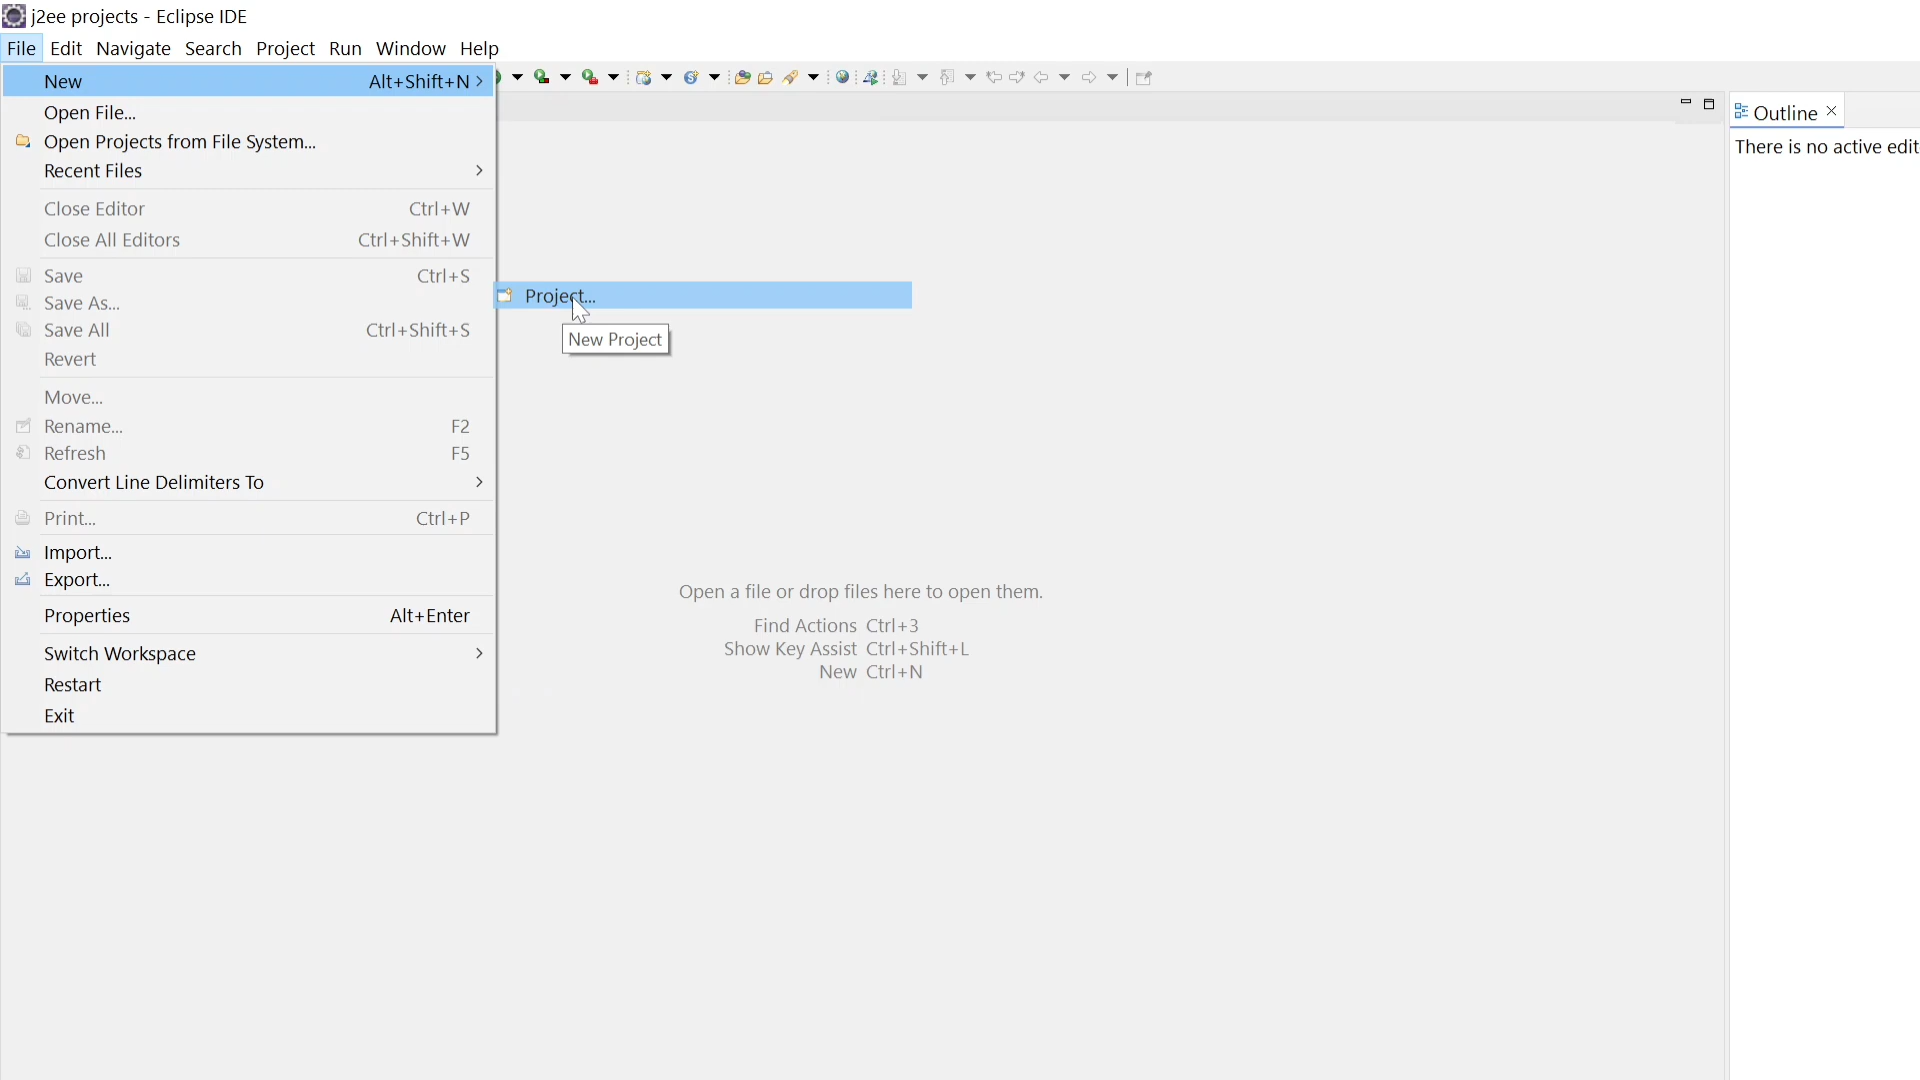 j2ee projects - Eclipse IDE
File Edit Navigate Search Project Run Window Help
New Alt+Shift+N
Open File...
Open Projects from File System...
Recent Files
Close Editor Ctrl+W
Close All Editors Ctrl+Shift+W
Save Ctrl+S
Save As...
Save All Ctrl+Shift+S
Revert
Move...
Rename... F2
Refresh F5
Convert Line Delimiters To
Print... Ctrl+P
Import...
Export...
Properties Alt+Enter
Switch Workspace
Restart
Exit
Project...
New Project
Open a file or drop files here to open them.
Find Actions Ctrl+3
Show Key Assist Ctrl+Shift+L
New Ctrl+N
Outline
There is no active edit